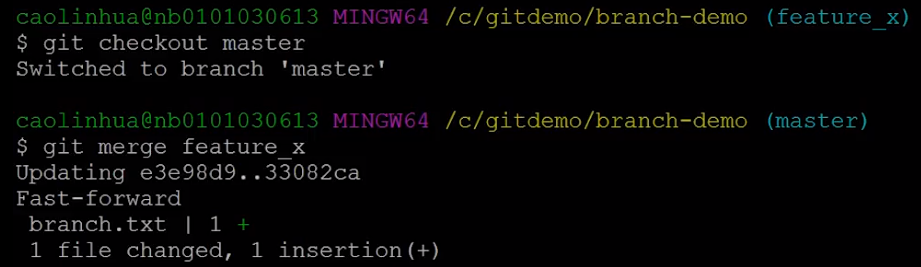 caolinhua@nb0101030613 MINGW64 /c/gitdemo/branch-demo (feature_x)
$ git checkout master
Switched to branch 'master'
caolinhua@nb0101030613 MINGW64 /c/gitdemo/branch-demo (master)
$ git merge feature_x
Updating e3e98d9..33082ca
Fast-forward
 branch.txt | 1 +
 1 file changed, 1 insertion(+)